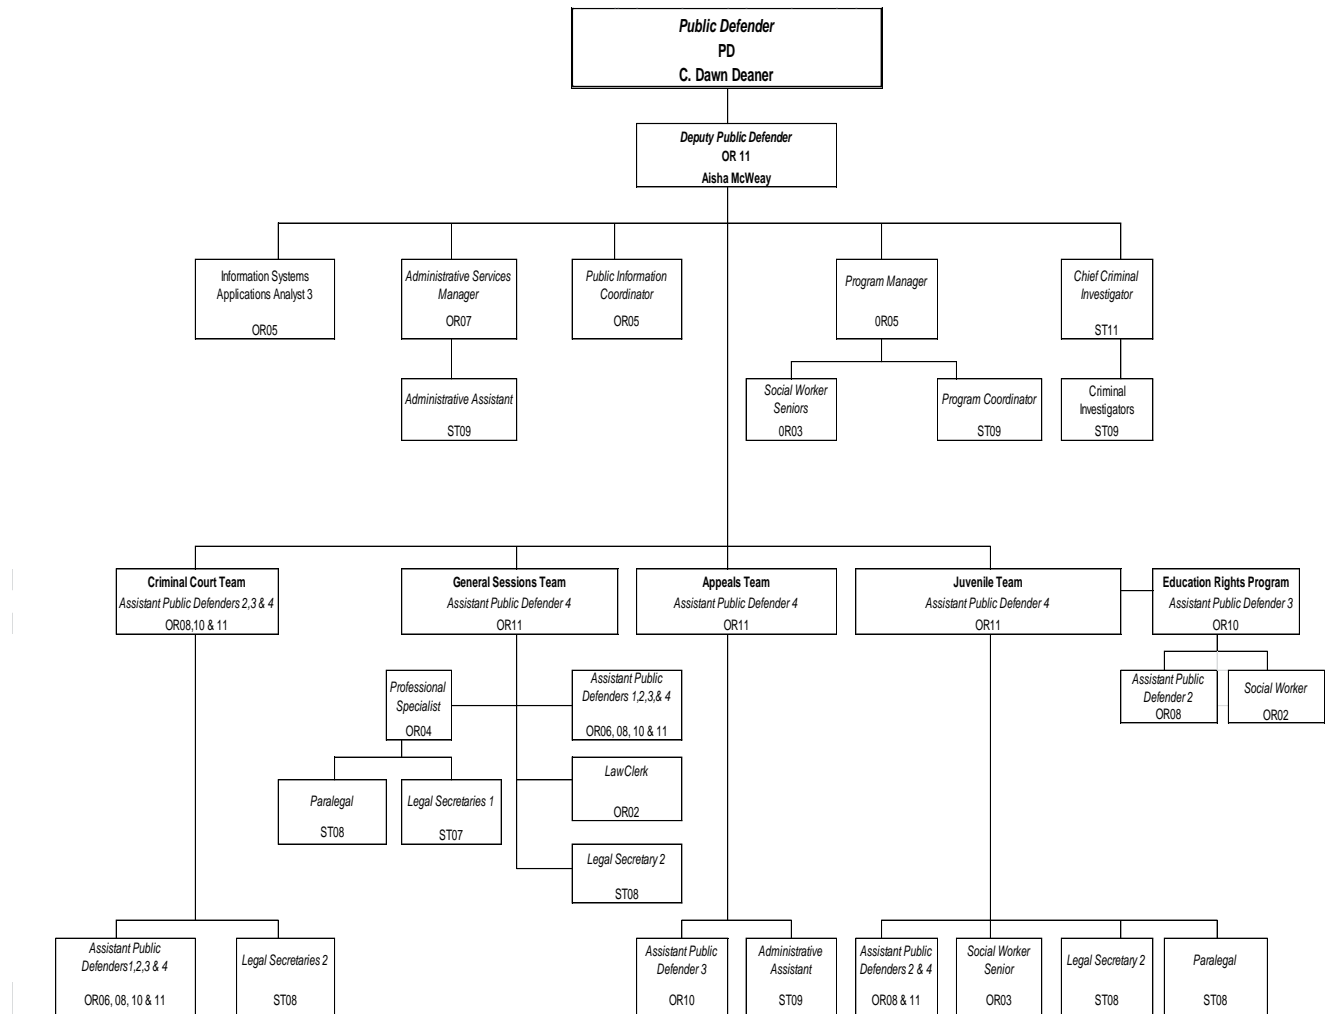 Public Defender
PD
C. Dawn Deaner
Deputy Public Defender
OR 11
Aisha McWeay
Information Systems
Applications Analyst 3
OR05
Administrative Services
Manager
OR07
Public Information
Coordinator
OR05
Program Manager
0R05
Chief Criminal
Investigator
ST11
Administrative Assistant
ST09
Social Worker
Seniors
0R03
Program Coordinator
ST09
Criminal
Investigators
ST09
Criminal Court Team
Assistant Public Defenders 2,3 & 4
OR08,10 & 11
General Sessions Team
Assistant Public Defender 4
OR11
Appeals Team
Assistant Public Defender 4
OR11
Juvenile Team
Assistant Public Defender 4
OR11
Education Rights Program
Assistant Public Defender 3
OR10
Professional
Specialist
OR04
Assistant Public
Defenders 1,2,3,& 4
OR06, 08, 10 & 11
Assistant Public
Defender 2
OR08
Social Worker
OR02
Paralegal
ST08
Legal Secretaries 1
ST07
LawClerk
OR02
Legal Secretary 2
ST08
Assistant Public
Defenders1,2,3 & 4
OR06, 08, 10 & 11
Legal Secretaries 2
ST08
Assistant Public
Defender 3
OR10
Administrative
Assistant
ST09
Assistant Public
Defenders 2 & 4
OR08 & 11
Social Worker
Senior
OR03
Legal Secretary 2
ST08
Paralegal
ST08